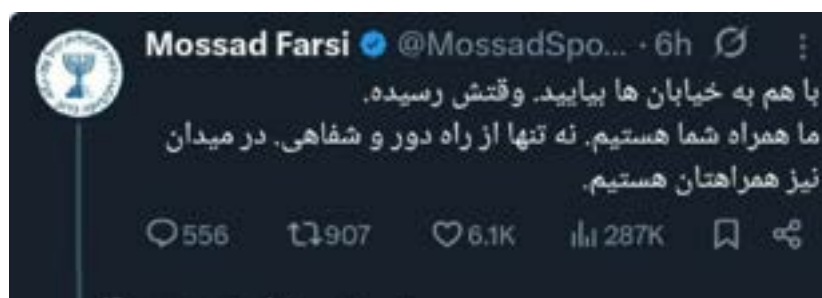 Mossad Farsi @MossadSpo... · 6h
با هم به خیابان ها بیایید. وقتش رسیده.
ما همراه شما هستیم. نه تنها از راه دور و شفاهی. در میدان
نیز همراهتان هستیم.
556 907 6.1K 287K